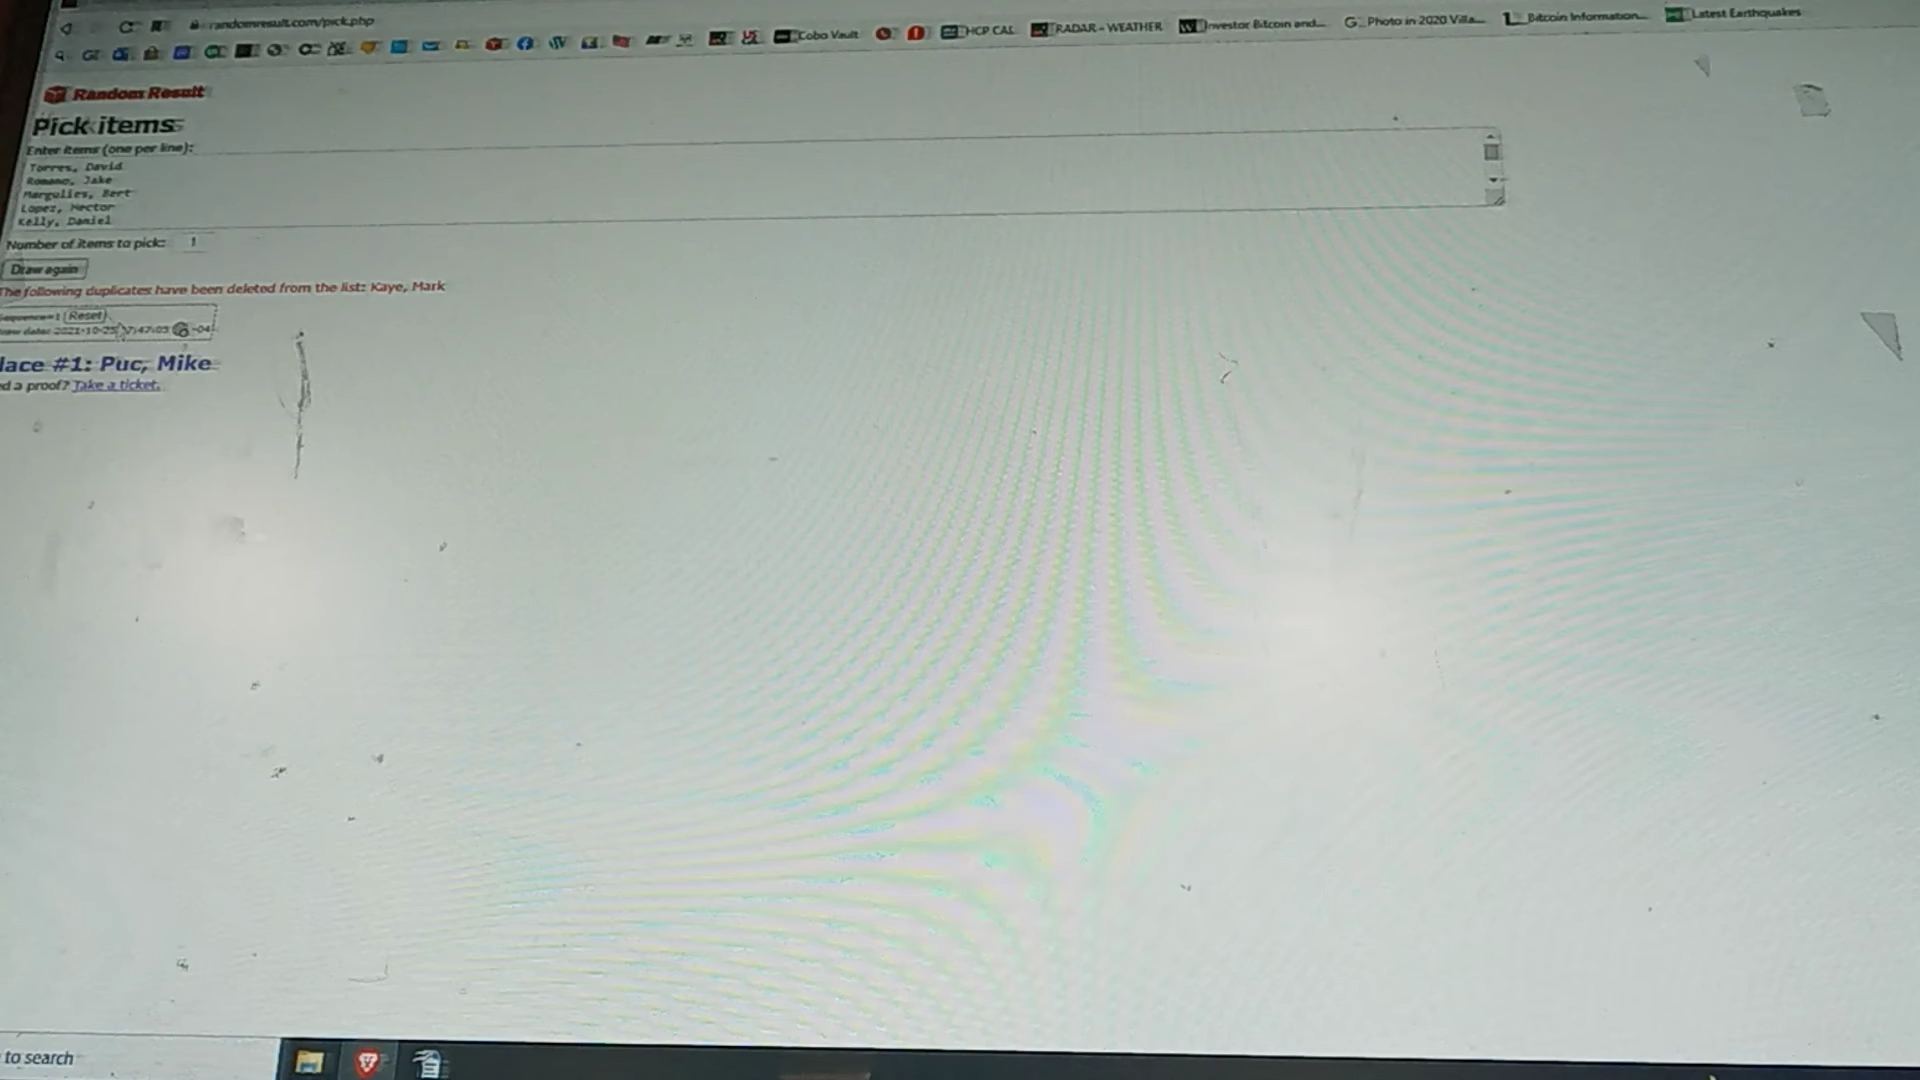 randomresult.com/pick.php
Cobo Vault
HCP CAL
RADAR - WEATHER
Investor Bitcoin and...
Photo in 2020 Villa...
Bitcoin Information...
Latest Earthquakes
Random Result
Pick items
Enter items (one per line):
Torres, David
Romano, Jake
Margulies, Bert
Lopez, Hector
Kelly, Daniel
Number of items to pick: 1
Draw again
The following duplicates have been deleted from the list: Kaye, Mark
Sequence=1 (Reset)
lace #1: Puc, Mike
d a proof? Take a ticket.
to search